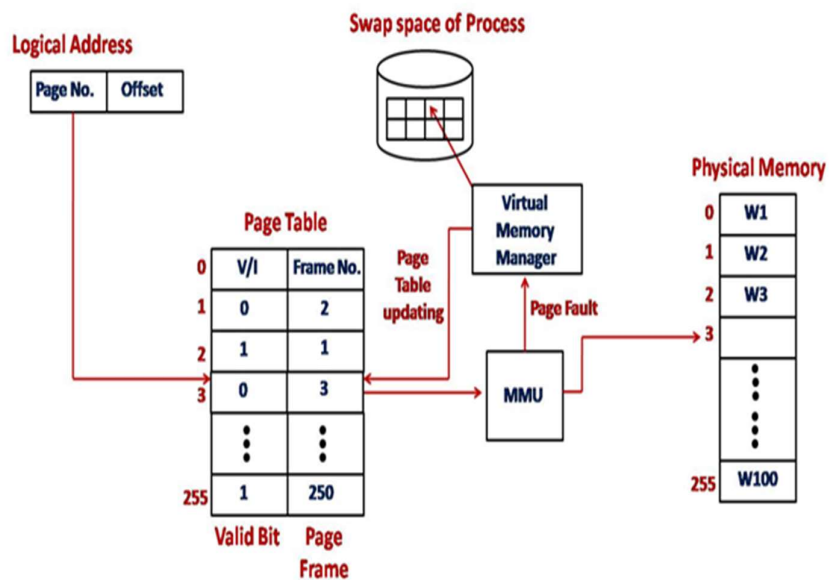 Swap space of Process
Logical Address
Page No. Offset
Physical Memory
Page Table
Virtual
Memory
Manager
Page
Table
updating
Page Fault
MMU
0 V/I Frame No.
1 0 2
2 1 1
3 0 3
255 1 250
Valid Bit Page
Frame
0 W1
1 W2
2 W3
3
255 W100